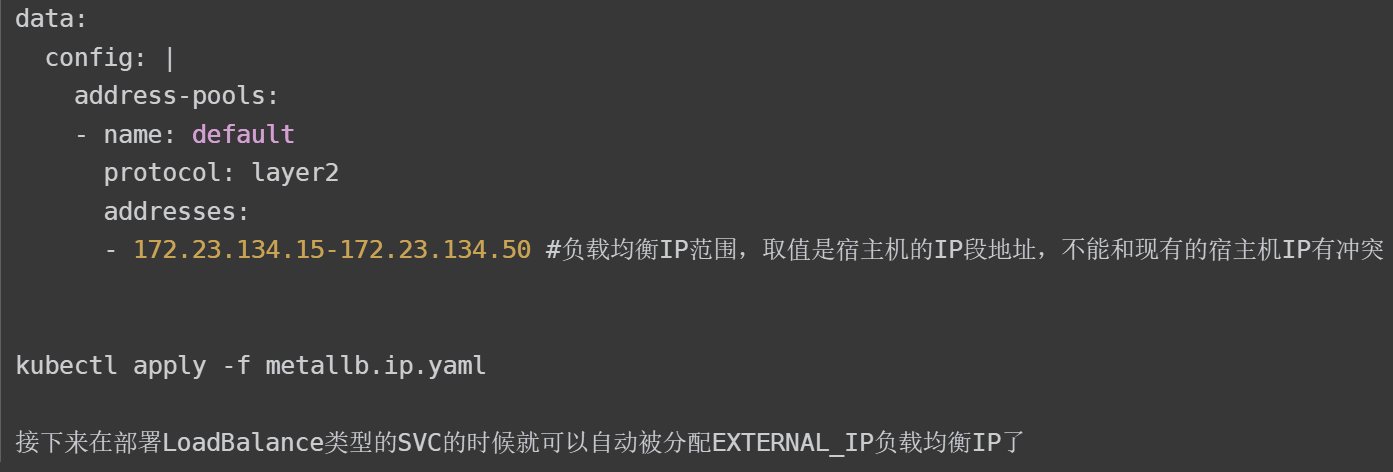 data:
  config: |
    address-pools:
    - name: default
      protocol: layer2
      addresses:
      - 172.23.134.15-172.23.134.50 #负载均衡IP范围，取值是宿主机的IP段地址，不能和现有的宿主机IP有冲突
kubectl apply -f metallb.ip.yaml
接下来在部署LoadBalance类型的SVC的时候就可以自动被分配EXTERNAL_IP负载均衡IP了